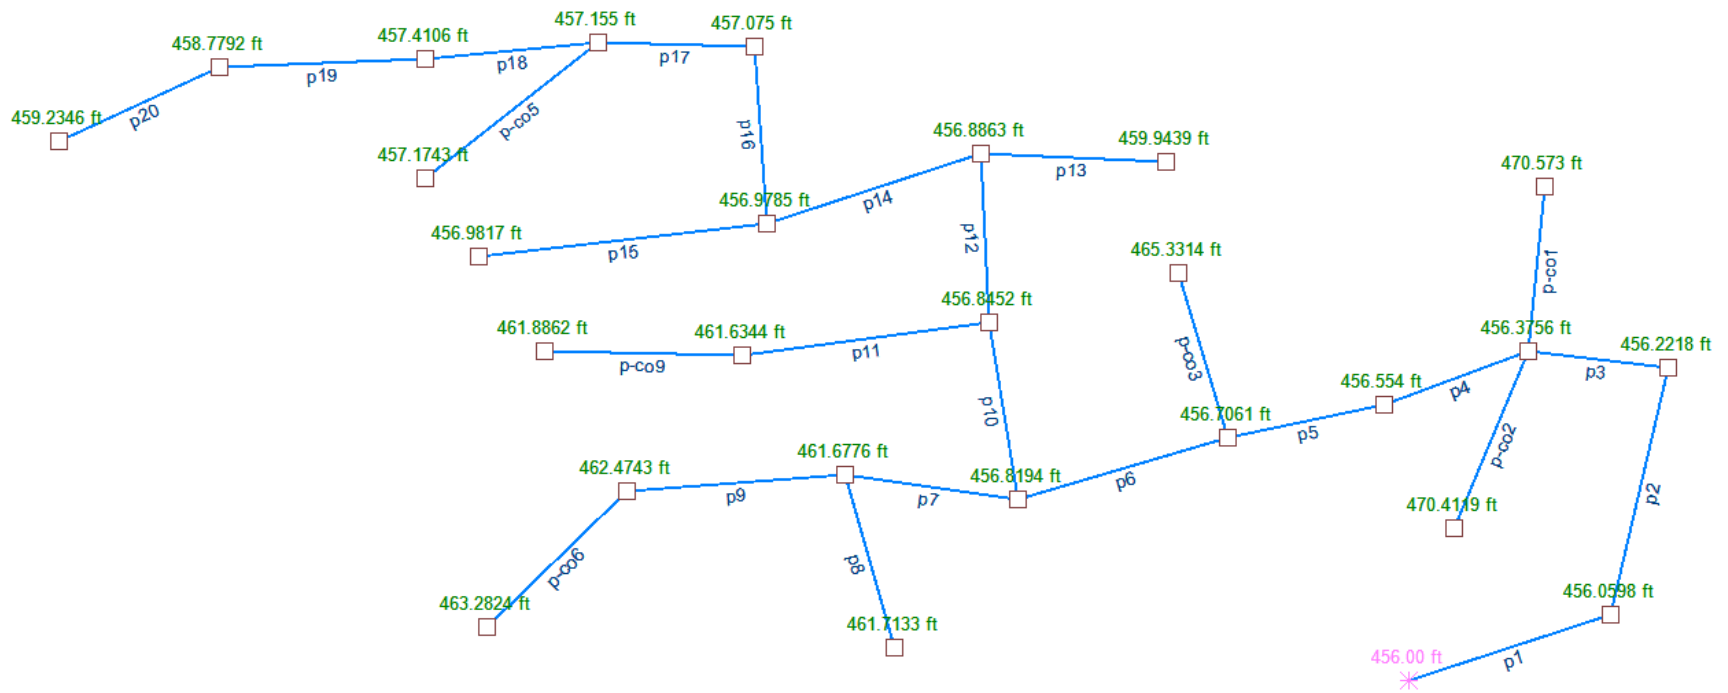 457.155 ft
457.075 ft
458.7792 ft
457.4106 ft
p17
p18
p19
459.2346 ft
p20
p-co5
p16
456.8863 ft
459.9439 ft
457.1743 ft
p13
470.573 ft
456.9785 ft
p14
456.9817 ft
p15
p12
465.3314 ft
p-co1
456.8452 ft
461.8862 ft
461.6344 ft
456.3756 ft
456.2218 ft
p11
p-co9
p-co3
p3
456.554 ft
p4
p10
456.7061 ft
p5
p-co2
461.6776 ft
462.4743 ft
456.8194 ft
p6
p9
p7
p2
470.4119 ft
p-co6
p8
456.0598 ft
463.2824 ft
461.7133 ft
456.00 ft
p1